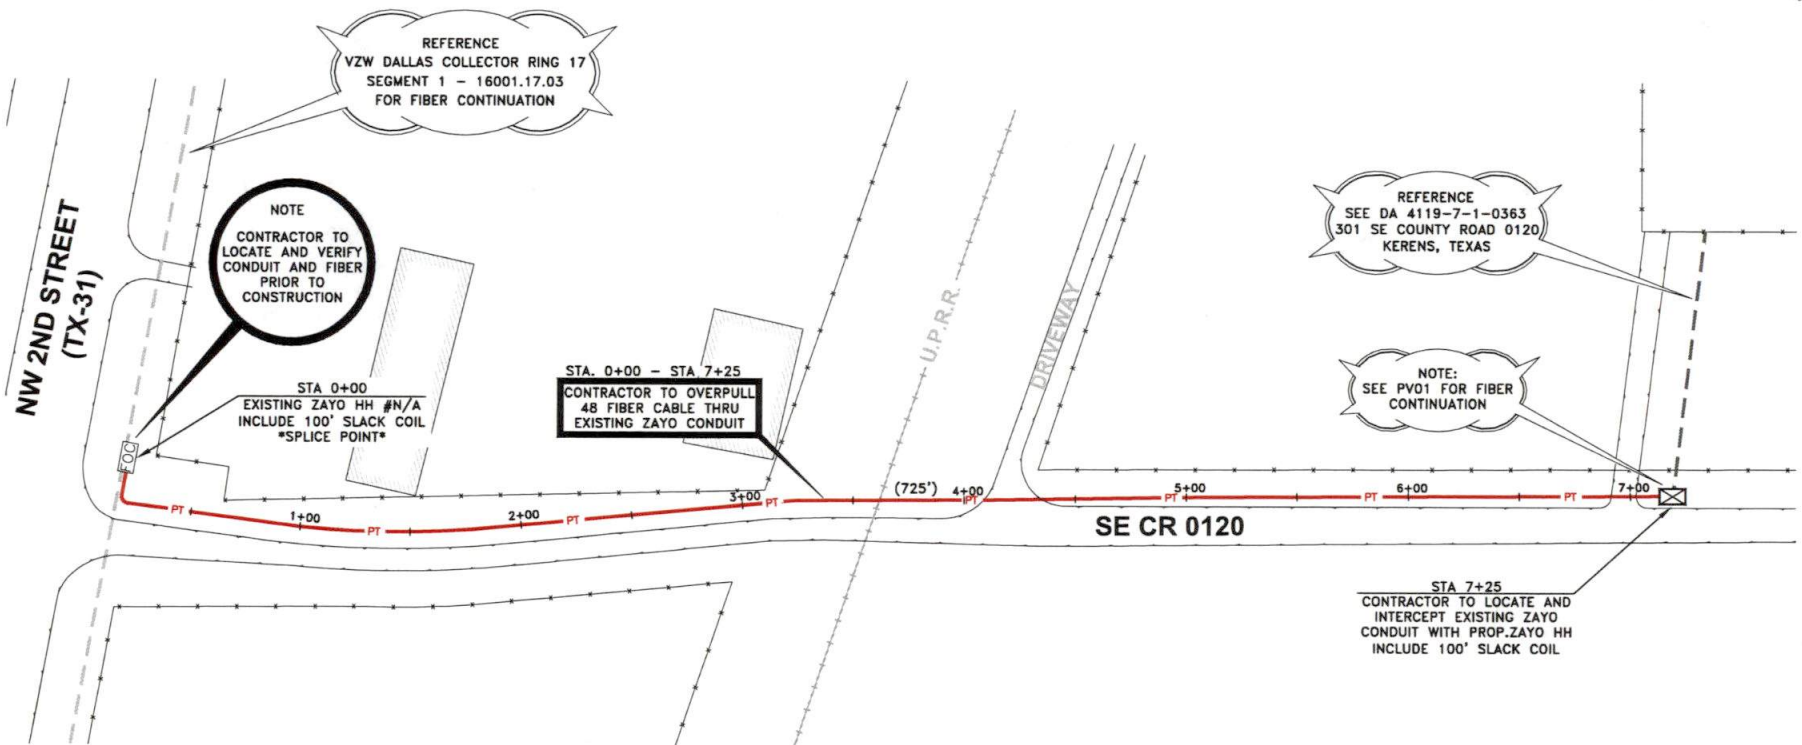 REFERENCE
VZW DALLAS COLLECTOR RING 17
SEGMENT 1 - 16001.17.03
FOR FIBER CONTINUATION
NW 2ND STREET
(TX-31)
NOTE
CONTRACTOR TO
LOCATE AND VERIFY
CONDUIT AND FIBER
PRIOR TO
CONSTRUCTION
STA 0+00
EXISTING ZAYO HH #N/A
INCLUDE 100' SLACK COIL
*SPLICE POINT*
FOC
STA. 0+00 - STA 7+25
CONTRACTOR TO OVERPULL
48 FIBER CABLE THRU
EXISTING ZAYO CONDUIT
U.P.R.R.
DRIVEWAY
REFERENCE
SEE DA 4119-7-1-0363
301 SE COUNTY ROAD 0120
KERENS, TEXAS
NOTE:
SEE PV01 FOR FIBER
CONTINUATION
PT
1+00
PT
2+00
PT
3+00
PT
(725')
4+00
PT
PT
5+00
PT
6+00
PT
7+00
SE CR 0120
STA 7+25
CONTRACTOR TO LOCATE AND
INTERCEPT EXISTING ZAYO
CONDUIT WITH PROP.ZAYO HH
INCLUDE 100' SLACK COIL